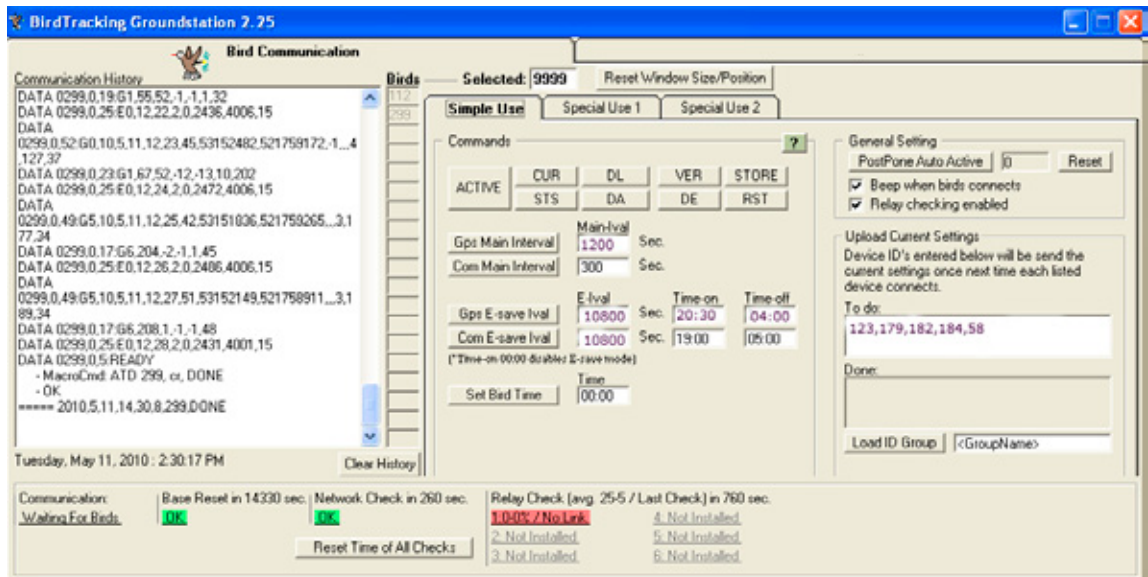 BirdTracking Groundstation 2.25
Bird Communication
Communication History
Birds
Selected: 9999
Reset Window Size/Position
DATA 0299,0,19:G1,55,52,-1,-1,1,32
DATA 0299,0,25:E0,12,22,2,0,2436,4006,15
DATA
0299,0,52:G0,10,5,11,12,23,45,53152482,521759172,-1,,,4
,127,37
DATA 0299,0,23:G1,67,52,-12,-13,10,202
DATA 0299,0,25:E0,12,24,2,0,2472,4006,15
DATA
0299,0,49:G5,10,5,11,12,25,42,53151036,521759265,,,3,1
77,34
DATA 0299,0,17:G6,204,-2,-1,1,45
DATA 0299,0,25:E0,12,26,2,0,2486,4006,15
DATA
0299,0,49:G5,10,5,11,12,27,51,53152149,521758911,,,3,1
89,34
DATA 0299,0,17:G6,208,1,-1,-1,48
DATA 0299,0,25:E0,12,28,2,0,2431,4001,15
DATA 0299,0,5:READY
- MacroCmd: ATD 299, cr, DONE
- OK
===== 2010,5,11,14,30,8,299,DONE
112
299
Tuesday, May 11, 2010 : 2:30:17 PM
Clear History
Simple Use
Special Use 1
Special Use 2
Commands
?
ACTIVE
CUR DL VER STORE
STS DA DE RST
Main-Ival
Gps Main Interval 1200 Sec.
Com Main Interval 300 Sec.
E-Ival Time-on Time-off
Gps E-save Ival 10800 Sec. 20:30 04:00
Com E-save Ival 10800 Sec. 19:00 05:00
(*Time-on 00:00 disables E-save mode)
Time
Set Bird Time 00:00
General Setting
PostPone Auto Active 0 Reset
Beep when birds connects
Relay checking enabled
Upload Current Settings
Device ID's entered below will be send the
current settings once next time each listed
device connects.
To do:
123,179,182,184,58
Done:
Load ID Group <GroupName>
Communication:
Waiting For Birds
Base Reset in 14330 sec.
OK
Network Check in 260 sec.
OK
Reset Time of All Checks
Relay Check (avg. 25-5 / Last Check) in 760 sec.
1:0-0% / No Link 4: Not Installed
2: Not Installed 5: Not Installed
3: Not Installed 6: Not Installed